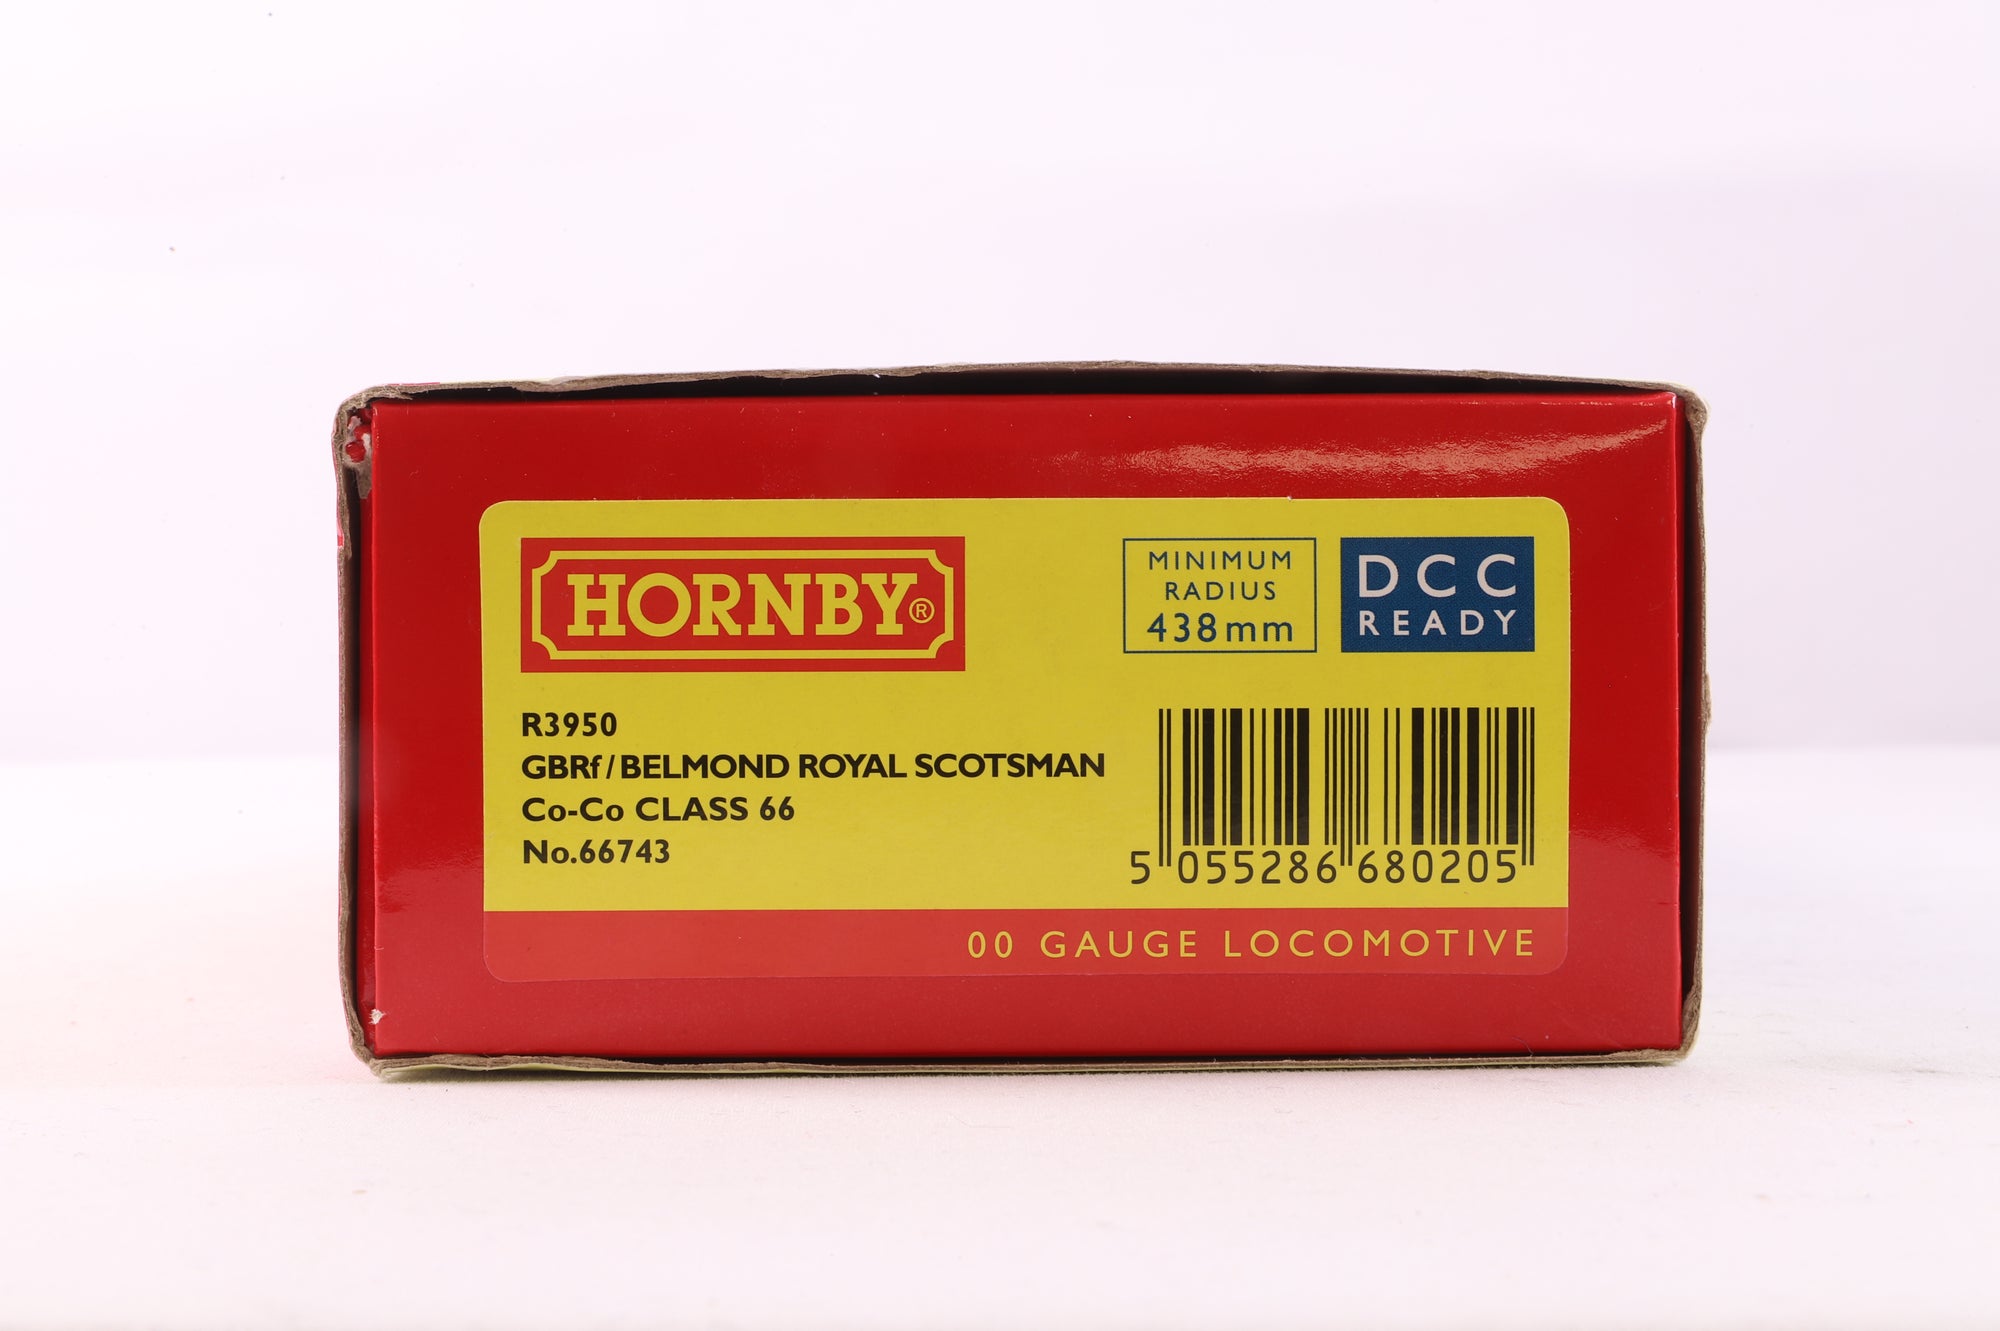 HORNBY®
MINIMUM
RADIUS
438mm
DCC
READY
R3950
GBRf/BELMOND ROYAL SCOTSMAN
Co-Co CLASS 66
No.66743
5 055286 680205
00 GAUGE LOCOMOTIVE